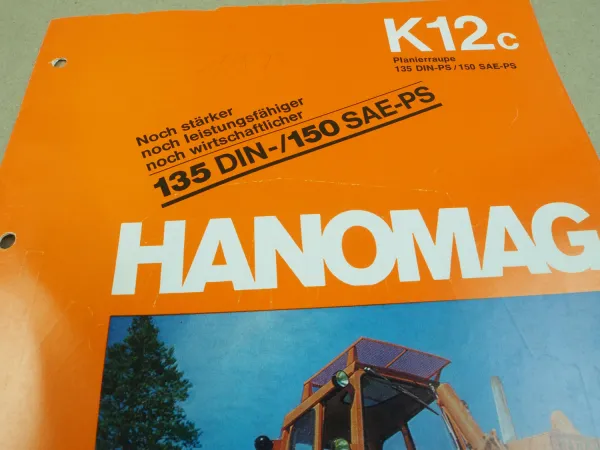 K12c
Planierraupe
135 DIN-PS/150 SAE-PS
Noch stärker
noch leistungsfähiger
noch wirtschaftlicher
135 DIN-/150 SAE-PS
HANOMAG